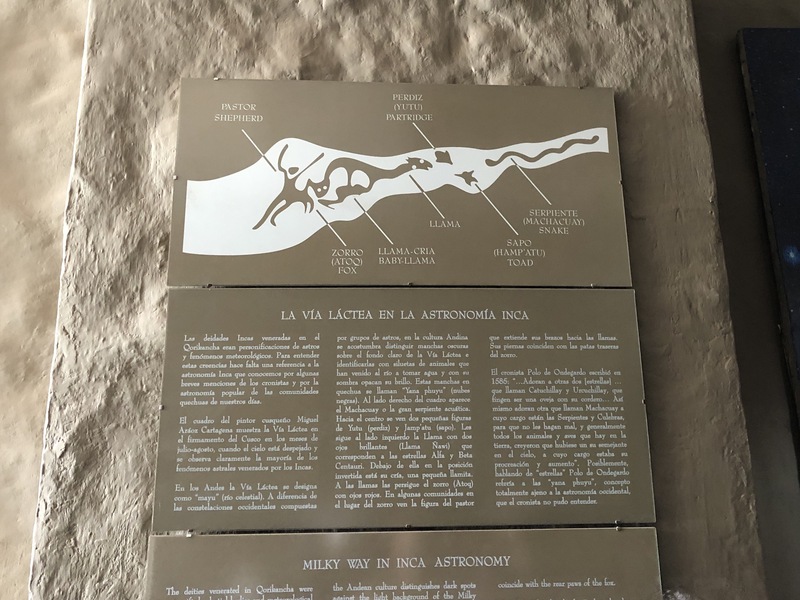 PASTOR
SHEPHERD
PERDIZ
(YUTU)
PARTRIDGE
ZORRO
(ATOQ)
FOX
LLAMA-CRIA
BABY-LLAMA
LLAMA
SAPO
(HAMP'ATU)
TOAD
SERPIENTE
(MACHACUAY)
SNAKE
LA VÍA LÁCTEA EN LA ASTRONOMÍA INCA
Las deidades Incas veneradas en el
Qorikancha eran personificaciones de astros
y fenómenos meteorológicos. Para entender
estas creencias hace falta una referencia a la
astronomía Inca que conocemos por algunas
breves menciones de los cronistas y por la
astronomía popular de las comunidades
quechuas de nuestros días.
El cuadro del pintor cusqueño Miguel
Araoz Cartagena muestra la Vía Láctea en
el firmamento del Cusco en los meses de
julio-agosto, cuando el cielo está despejado y
se observa claramente la mayoría de los
fenómenos astrales venerados por los Incas.
En los Andes la Vía Láctea se designa
como "mayu" (río celestial). A diferencia de
las constelaciones occidentales compuestas
por grupos de astros, en la cultura Andina
se acostumbra distinguir manchas oscuras
sobre el fondo claro de la Vía Láctea e
identificarlas con siluetas de animales que
han venido al río a tomar agua y con su
sombra opacan su brillo. Estas manchas en
quechua se llaman "Yana phuyu" (nubes
negras). Al lado derecho del cuadro aparece
el Machacuay o la gran serpiente acuática.
Hacia el centro se ven dos pequeñas figuras
de Yutu (perdiz) y Jamp'atu (sapo). Les
sigue al lado izquierdo la Llama con dos
ojos brillantes (Llama Ñawi) que
corresponden a las estrellas Alfa y Beta
Centauri. Debajo de ella en la posición
invertida está su cría, una pequeña llamita.
A las llamas las persigue el zorro (Atoq)
con ojos rojos. En algunas comunidades en
el lugar del zorro ven la figura del pastor
que extiende sus brazos hacia las llamas.
Sus piernas coinciden con las patas traseras
del zorro.
El cronista Polo de Ondegardo escribió en
1585: "...Adoran a otras dos [estrellas] ...
que llaman Catuchillay y Urcuchillay, que
fingen ser una oveja con su cordero... Así
mismo adoran otra que llaman Machacuay a
cuyo cargo están las Serpientes y Culebras,
para que no les hagan mal, y generalmente
todos los animales y aves que hay en la
tierra, creyeron que hubiese un su semejante
en el cielo, a cuyo cargo estaba su
procreación y aumento". Posiblemente,
hablando de "estrellas" Polo de Ondegardo
refería a las "yana phuyu", concepto
totalmente ajeno a la astronomía occidental,
que el cronista no pudo entender.
MILKY WAY IN INCA ASTRONOMY
The deities venerated in Qorikancha were
the Andean culture distinguishes dark spots
against the light background of the Milky
coincide with the rear paws of the fox.